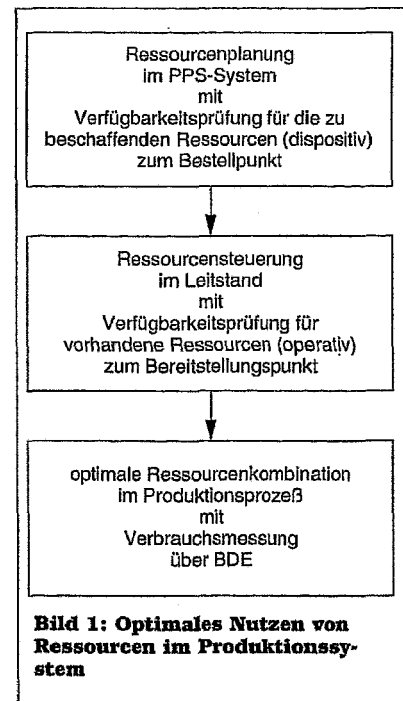 Ressourcenplanung
im PPS-System
mit
Verfügbarkeitsprüfung für die zu
beschaffenden Ressourcen (dispositiv)
zum Bestellpunkt
Ressourcensteuerung
im Leitstand
mit
Verfügbarkeitsprüfung für
vorhandene Ressourcen (operativ)
zum Bereitstellungspunkt
optimale Ressourcenkombination
im Produktionsprozeß
mit
Verbrauchsmessung
über BDE
Bild 1: Optimales Nutzen von
Ressourcen im Produktionssy-
stem